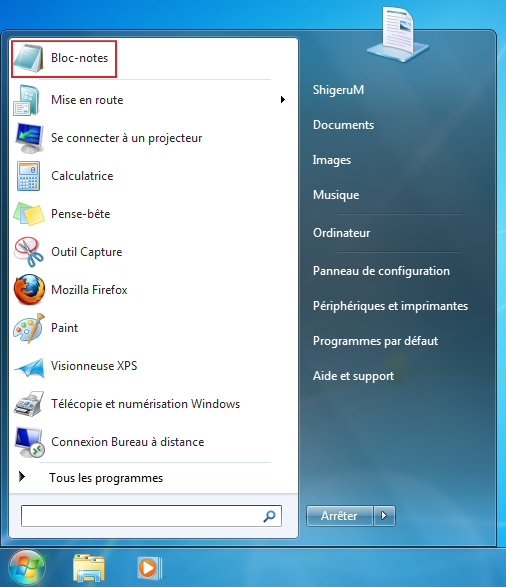 Bloc-notes
Mise en route
Se connecter à un projecteur
Calculatrice
Pense-bête
Outil Capture
Mozilla Firefox
Paint
Visionneuse XPS
Télécopie et numérisation Windows
Connexion Bureau à distance
Tous les programmes
ShigeruM
Documents
Images
Musique
Ordinateur
Panneau de configuration
Périphériques et imprimantes
Programmes par défaut
Aide et support
Arrêter